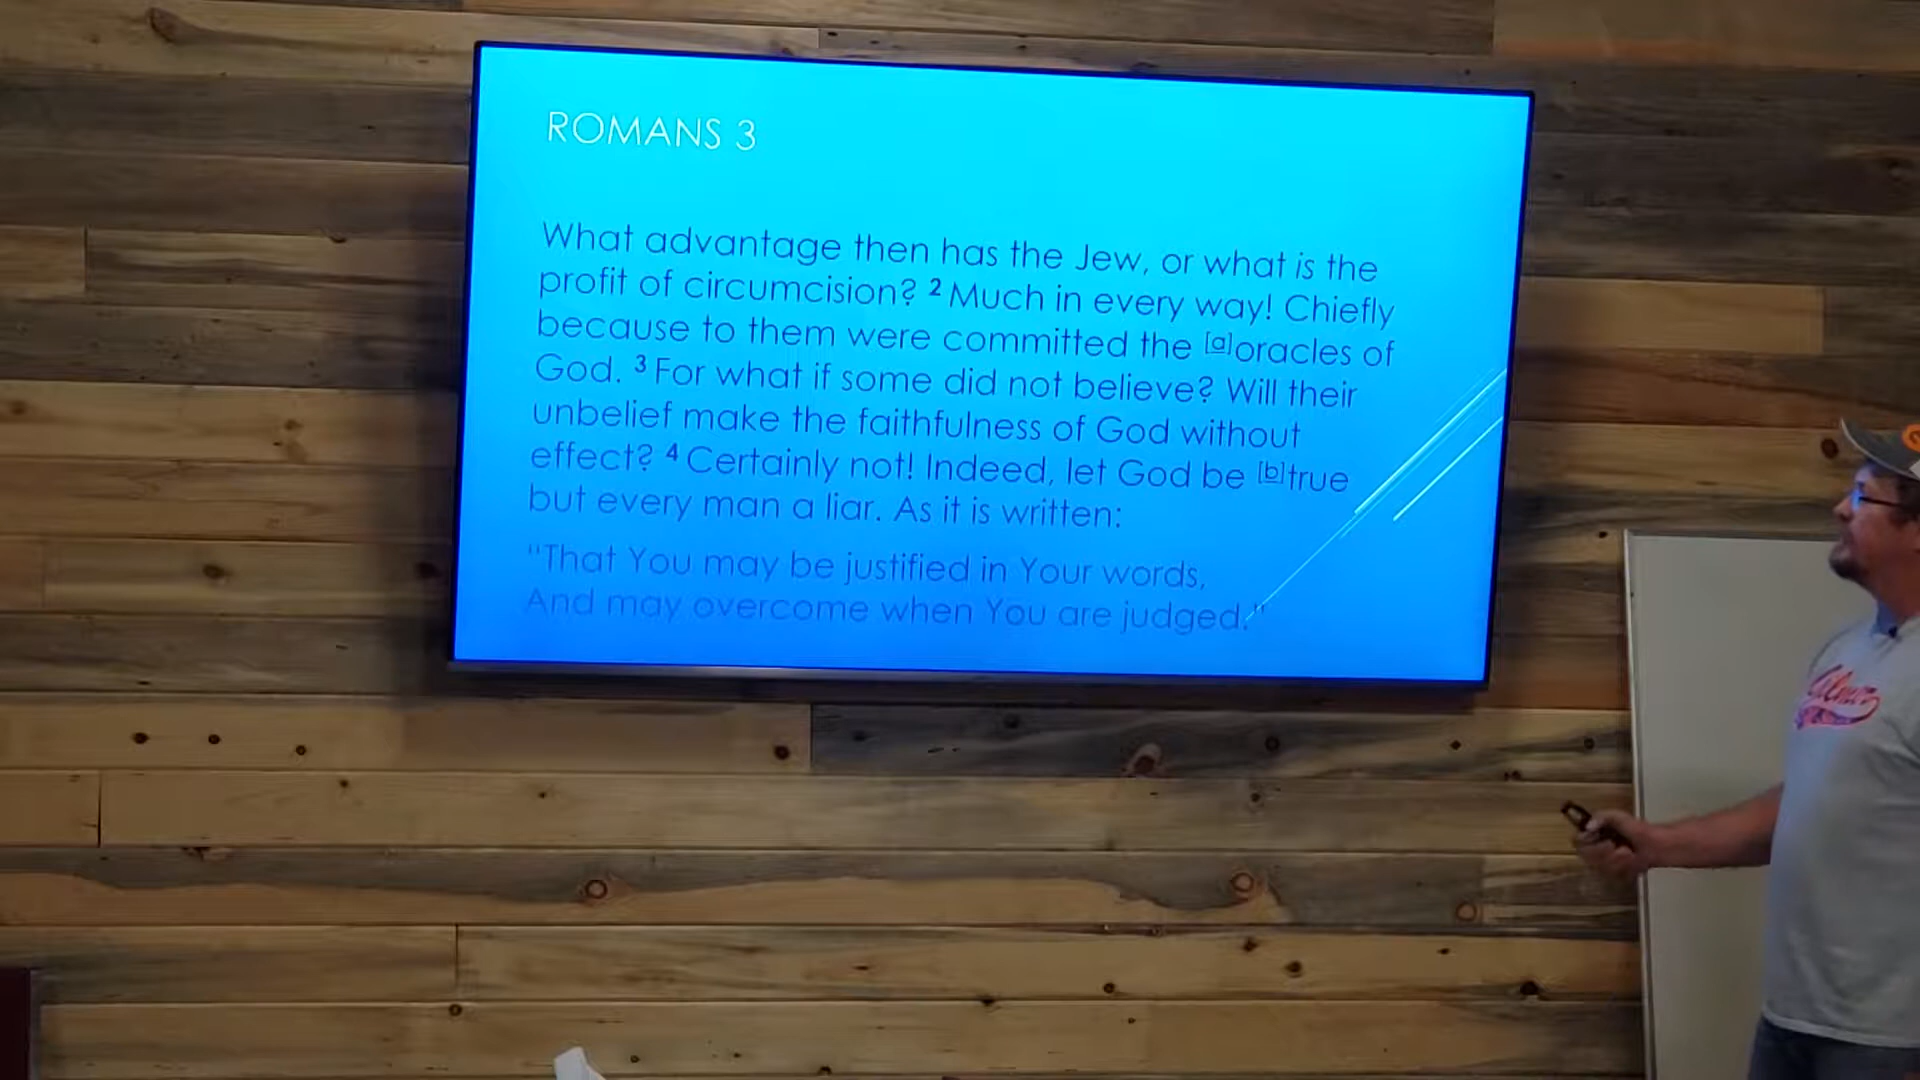 ROMANS 3
What advantage then has the Jew, or what is the
profit of circumcision? 2 Much in every way! Chiefly
because to them were committed the [a]oracles of
God. 3 For what if some did not believe? Will their
unbelief make the faithfulness of God without
effect? 4 Certainly not! Indeed, let God be [b]true
but every man a liar. As it is written:
"That You may be justified in Your words,
And may overcome when You are judged."